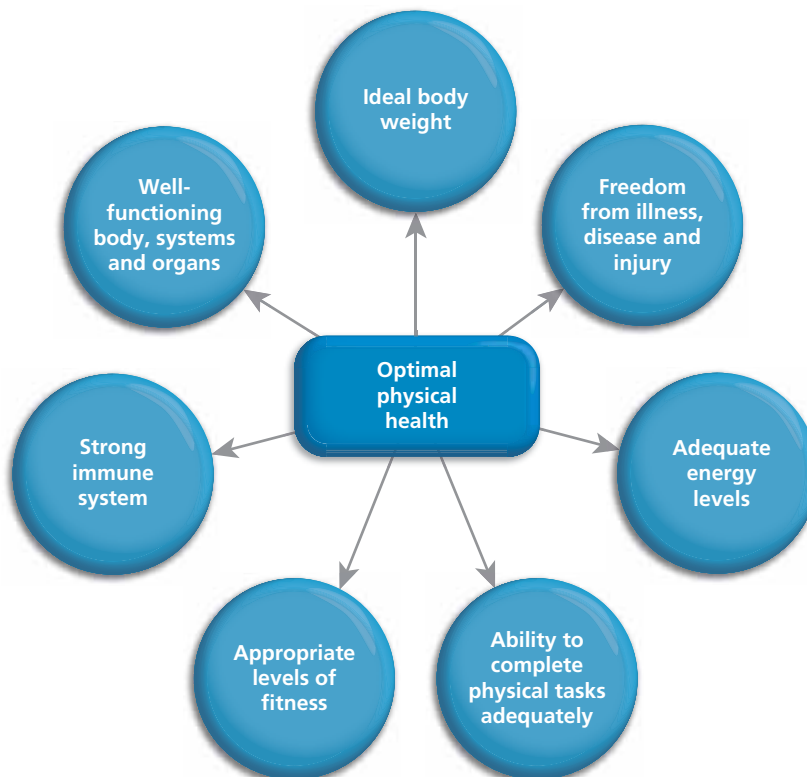 Ideal body
weight
Well-
functioning
body, systems
and organs
Freedom
from illness,
disease and
injury
Optimal
physical
health
Strong
immune
system
Adequate
energy
levels
Appropriate
levels of
fitness
Ability to
complete
physical tasks
adequately